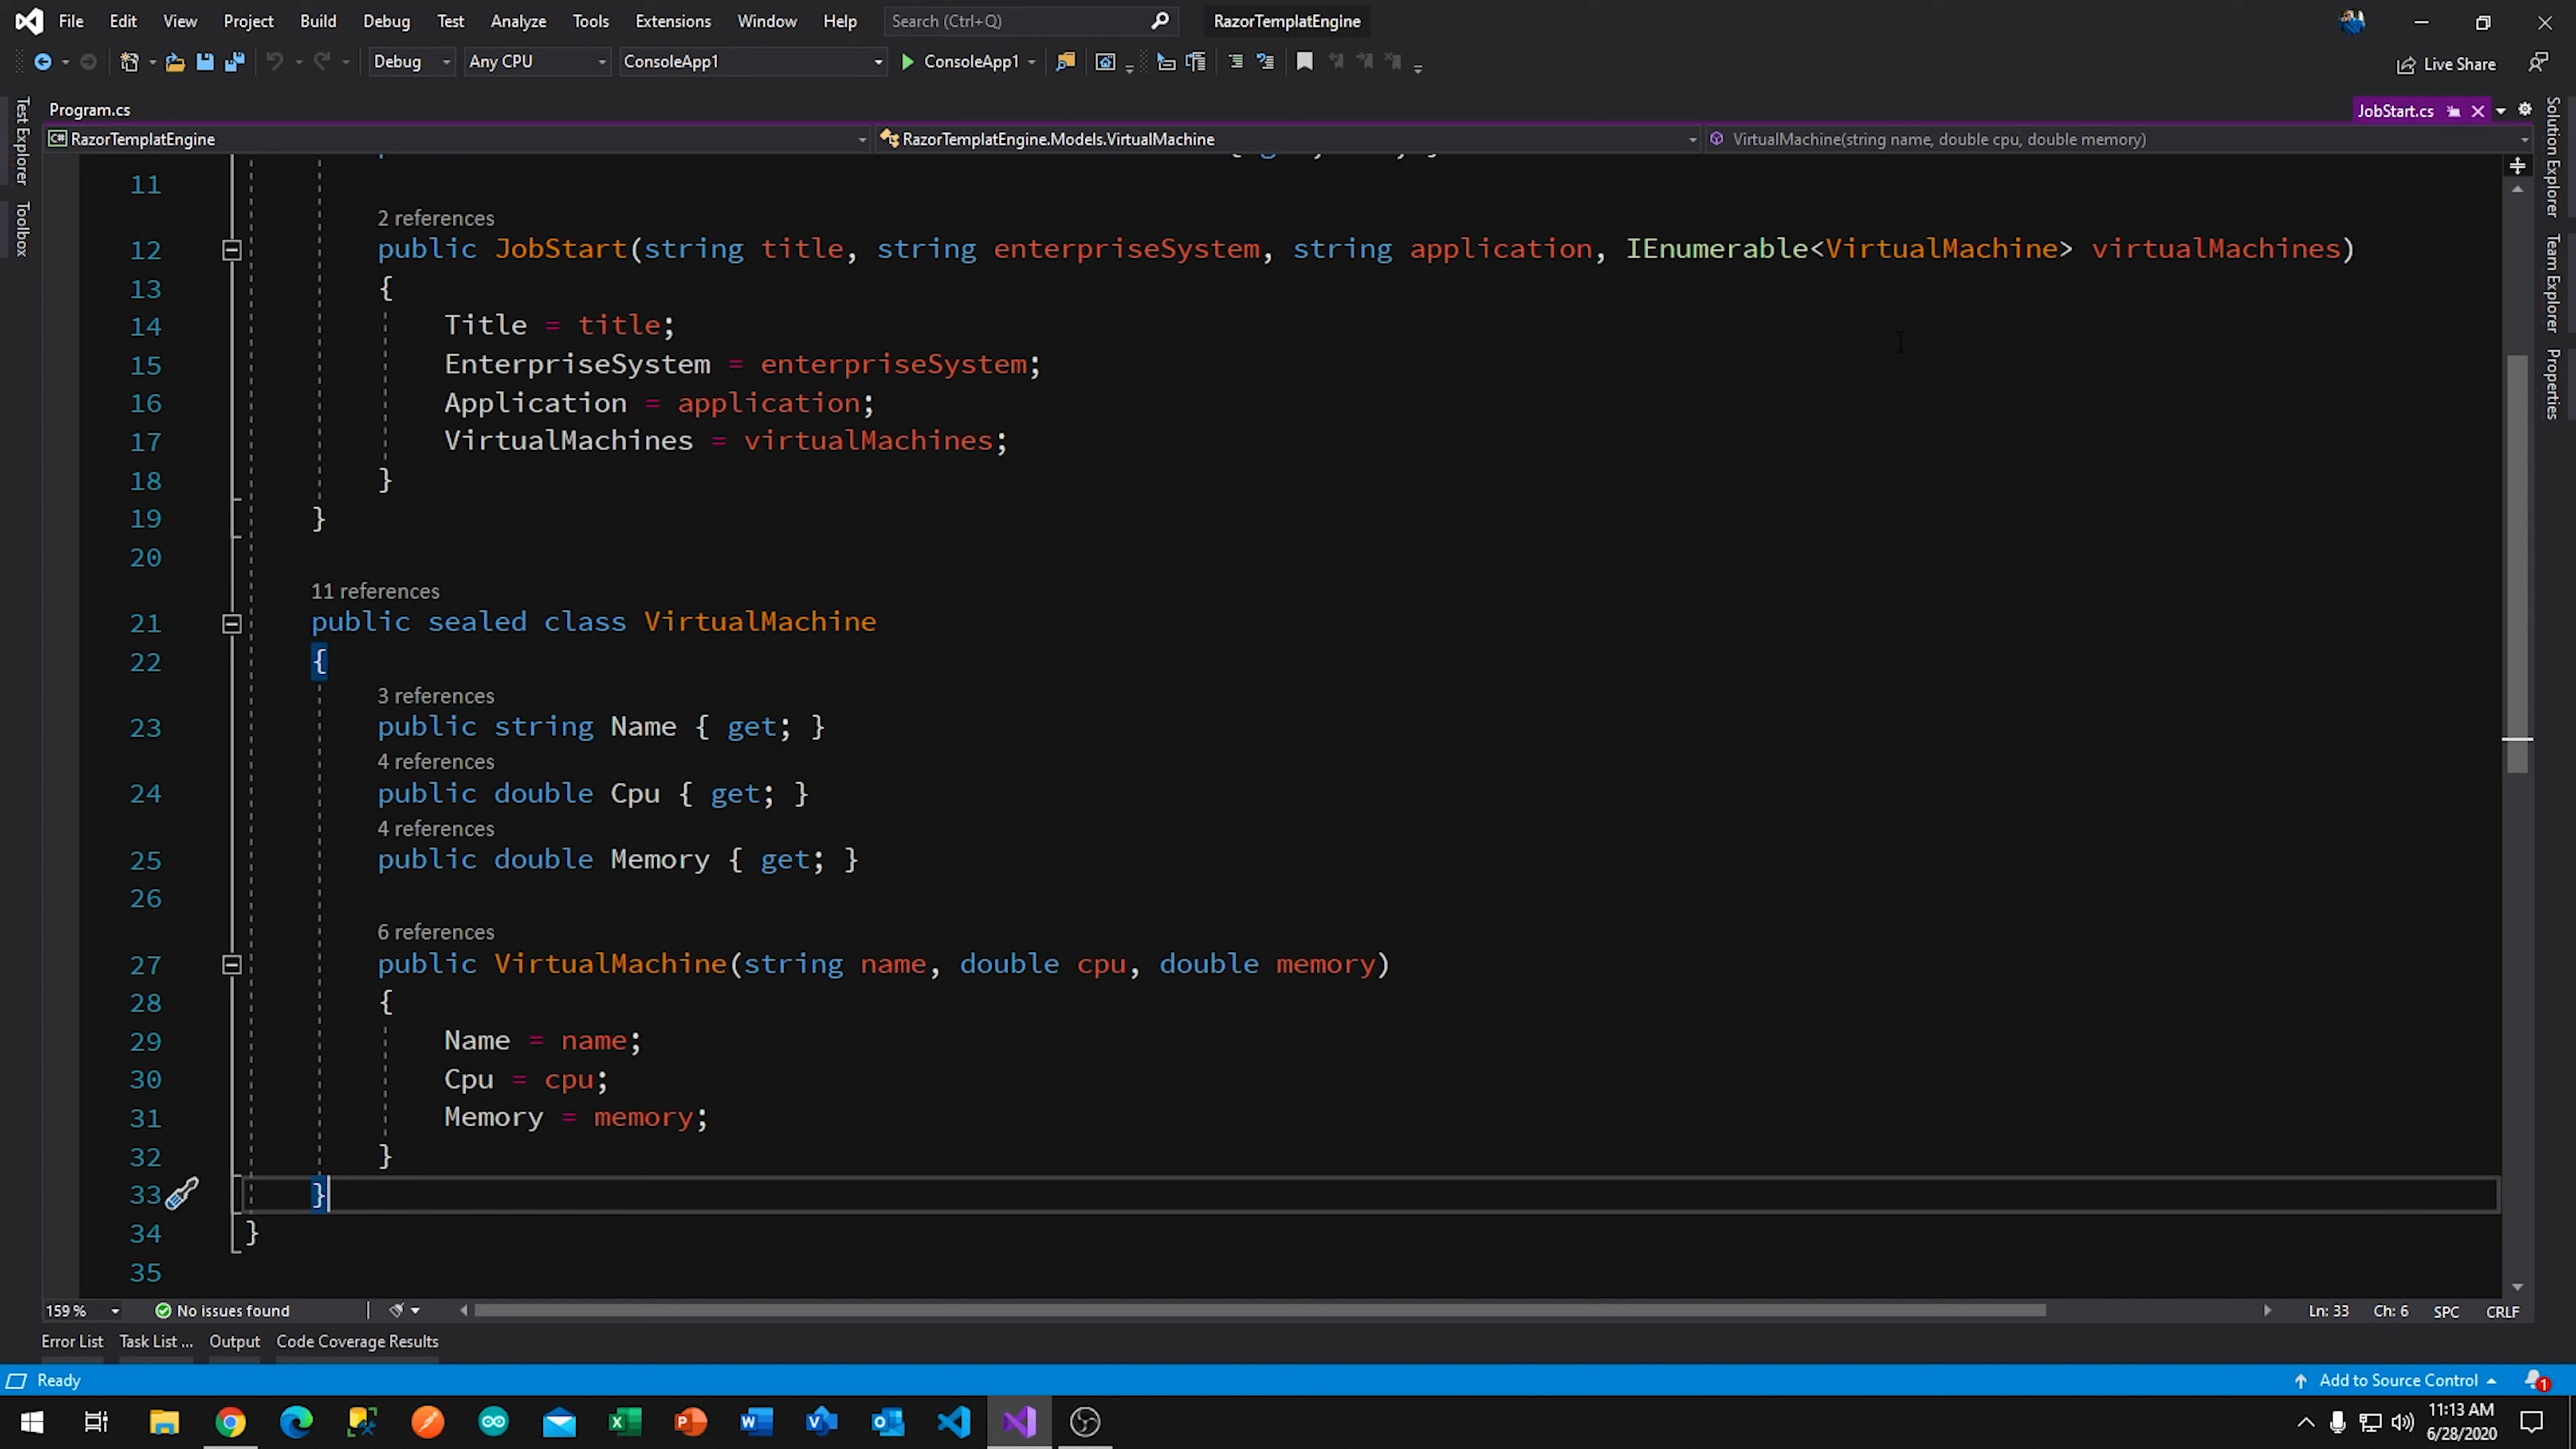 File Edit View Project Build Debug Test Analyze Tools Extensions Window Help Search (Ctrl+Q) RazorTemplatEngine
Debug Any CPU ConsoleApp1 ConsoleApp1 Live Share
Program.cs JobStart.cs
RazorTemplatEngine RazorTemplatEngine.Models.VirtualMachine VirtualMachine(string name, double cpu, double memory)
Test Explorer
Toolbox
Solution Explorer
Team Explorer
Properties
11
2 references
12 public JobStart(string title, string enterpriseSystem, string application, IEnumerable<VirtualMachine> virtualMachines)
13 {
14 Title = title;
15 EnterpriseSystem = enterpriseSystem;
16 Application = application;
17 VirtualMachines = virtualMachines;
18 }
19 }
20
11 references
21 public sealed class VirtualMachine
22 {
3 references
23 public string Name { get; }
4 references
24 public double Cpu { get; }
4 references
25 public double Memory { get; }
26
6 references
27 public VirtualMachine(string name, double cpu, double memory)
28 {
29 Name = name;
30 Cpu = cpu;
31 Memory = memory;
32 }
33 }
34 }
35
159 % No issues found Ln: 33 Ch: 6 SPC CRLF
Error List Task List ... Output Code Coverage Results
Ready Add to Source Control 1
11:13 AM
6/28/2020